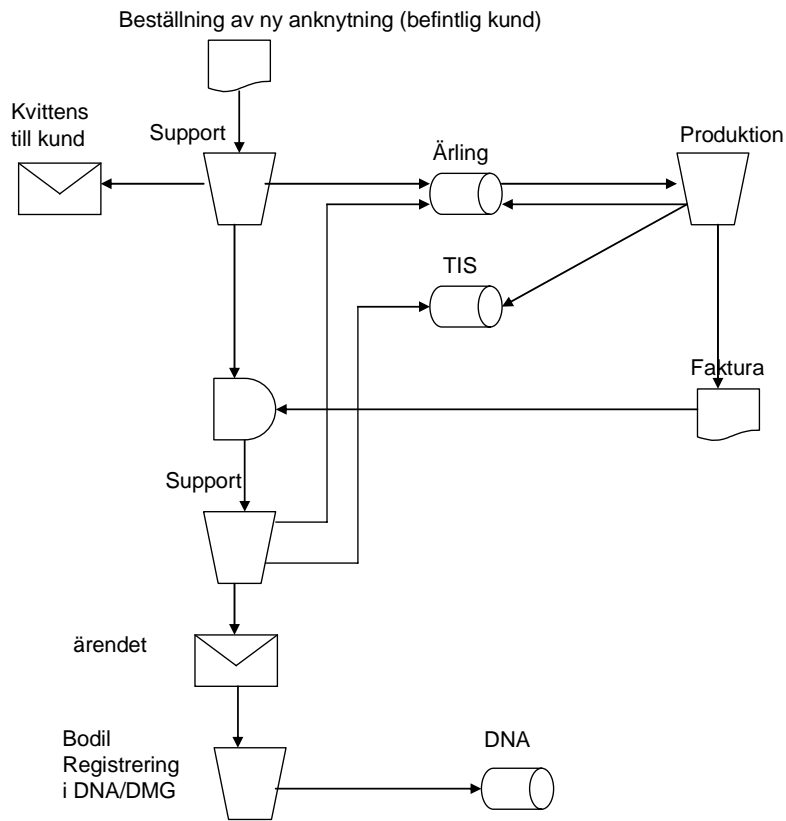 Beställning av ny anknytning (befintlig kund)
Kvittens
till kund
Support
Ärling
Produktion
TIS
Faktura
Support
ärendet
Bodil
Registrering
i DNA/DMG
DNA